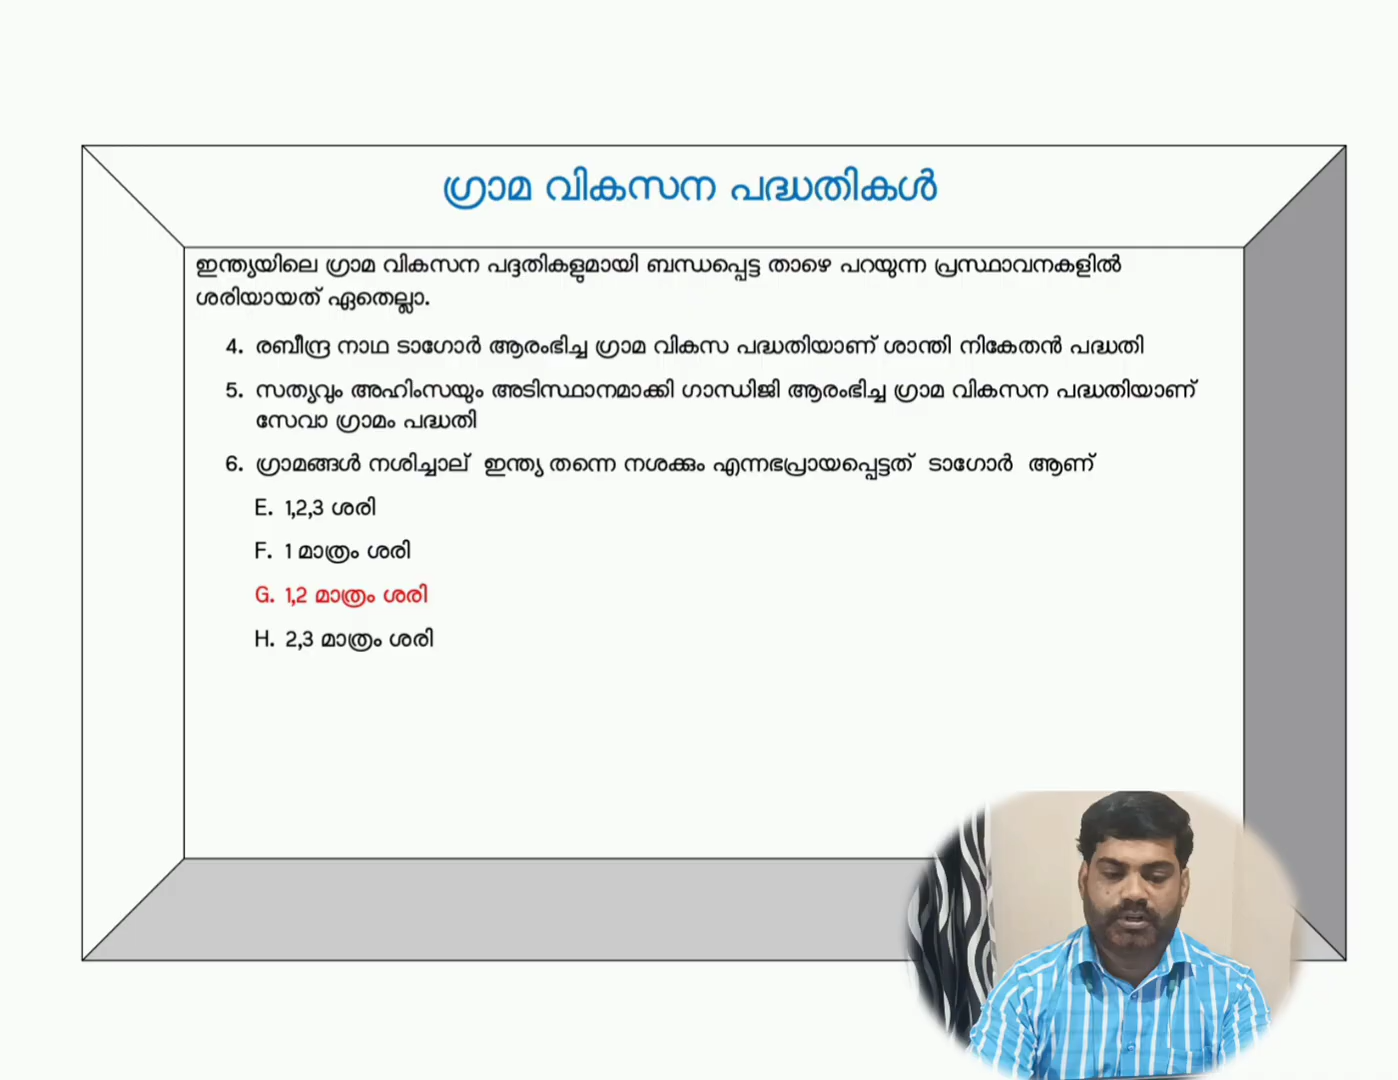 ഗ്രാമ വികസന പദ്ധതികൾ
ഇന്ത്യയിലെ ഗ്രാമ വികസന പദ്ദതികളുമായി ബന്ധപ്പെട്ട താഴെ പറയുന്ന പ്രസ്ഥാവനകളിൽ
ശരിയായത് ഏതെല്ലാ.
4. രബീന്ദ്ര നാഥ ടാഗോർ ആരംഭിച്ച ഗ്രാമ വികസ പദ്ധതിയാണ് ശാന്തി നികേതൻ പദ്ധതി
5. സത്യവും അഹിംസയും അടിസ്ഥാനമാക്കി ഗാന്ധിജി ആരംഭിച്ച ഗ്രാമ വികസന പദ്ധതിയാണ്
സേവാ ഗ്രാമം പദ്ധതി
6. ഗ്രാമങ്ങൾ നശിച്ചാല് ഇന്ത്യ തന്നെ നശക്കും എന്നഭപ്രായപ്പെട്ടത് ടാഗോർ ആണ്
E. 1,2,3 ശരി
F. 1 മാത്രം ശരി
G. 1,2 മാത്രം ശരി
H. 2,3 മാത്രം ശരി